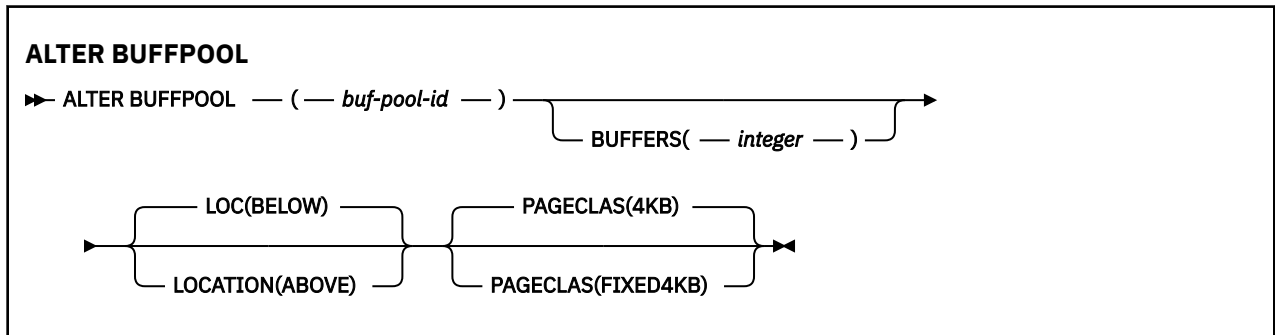 ALTER BUFFPOOL
ALTER BUFFPOOL ( buf-pool-id )
BUFFERS( integer )
LOC(BELOW) PAGECLAS(4KB)
LOCATION(ABOVE) PAGECLAS(FIXED4KB)